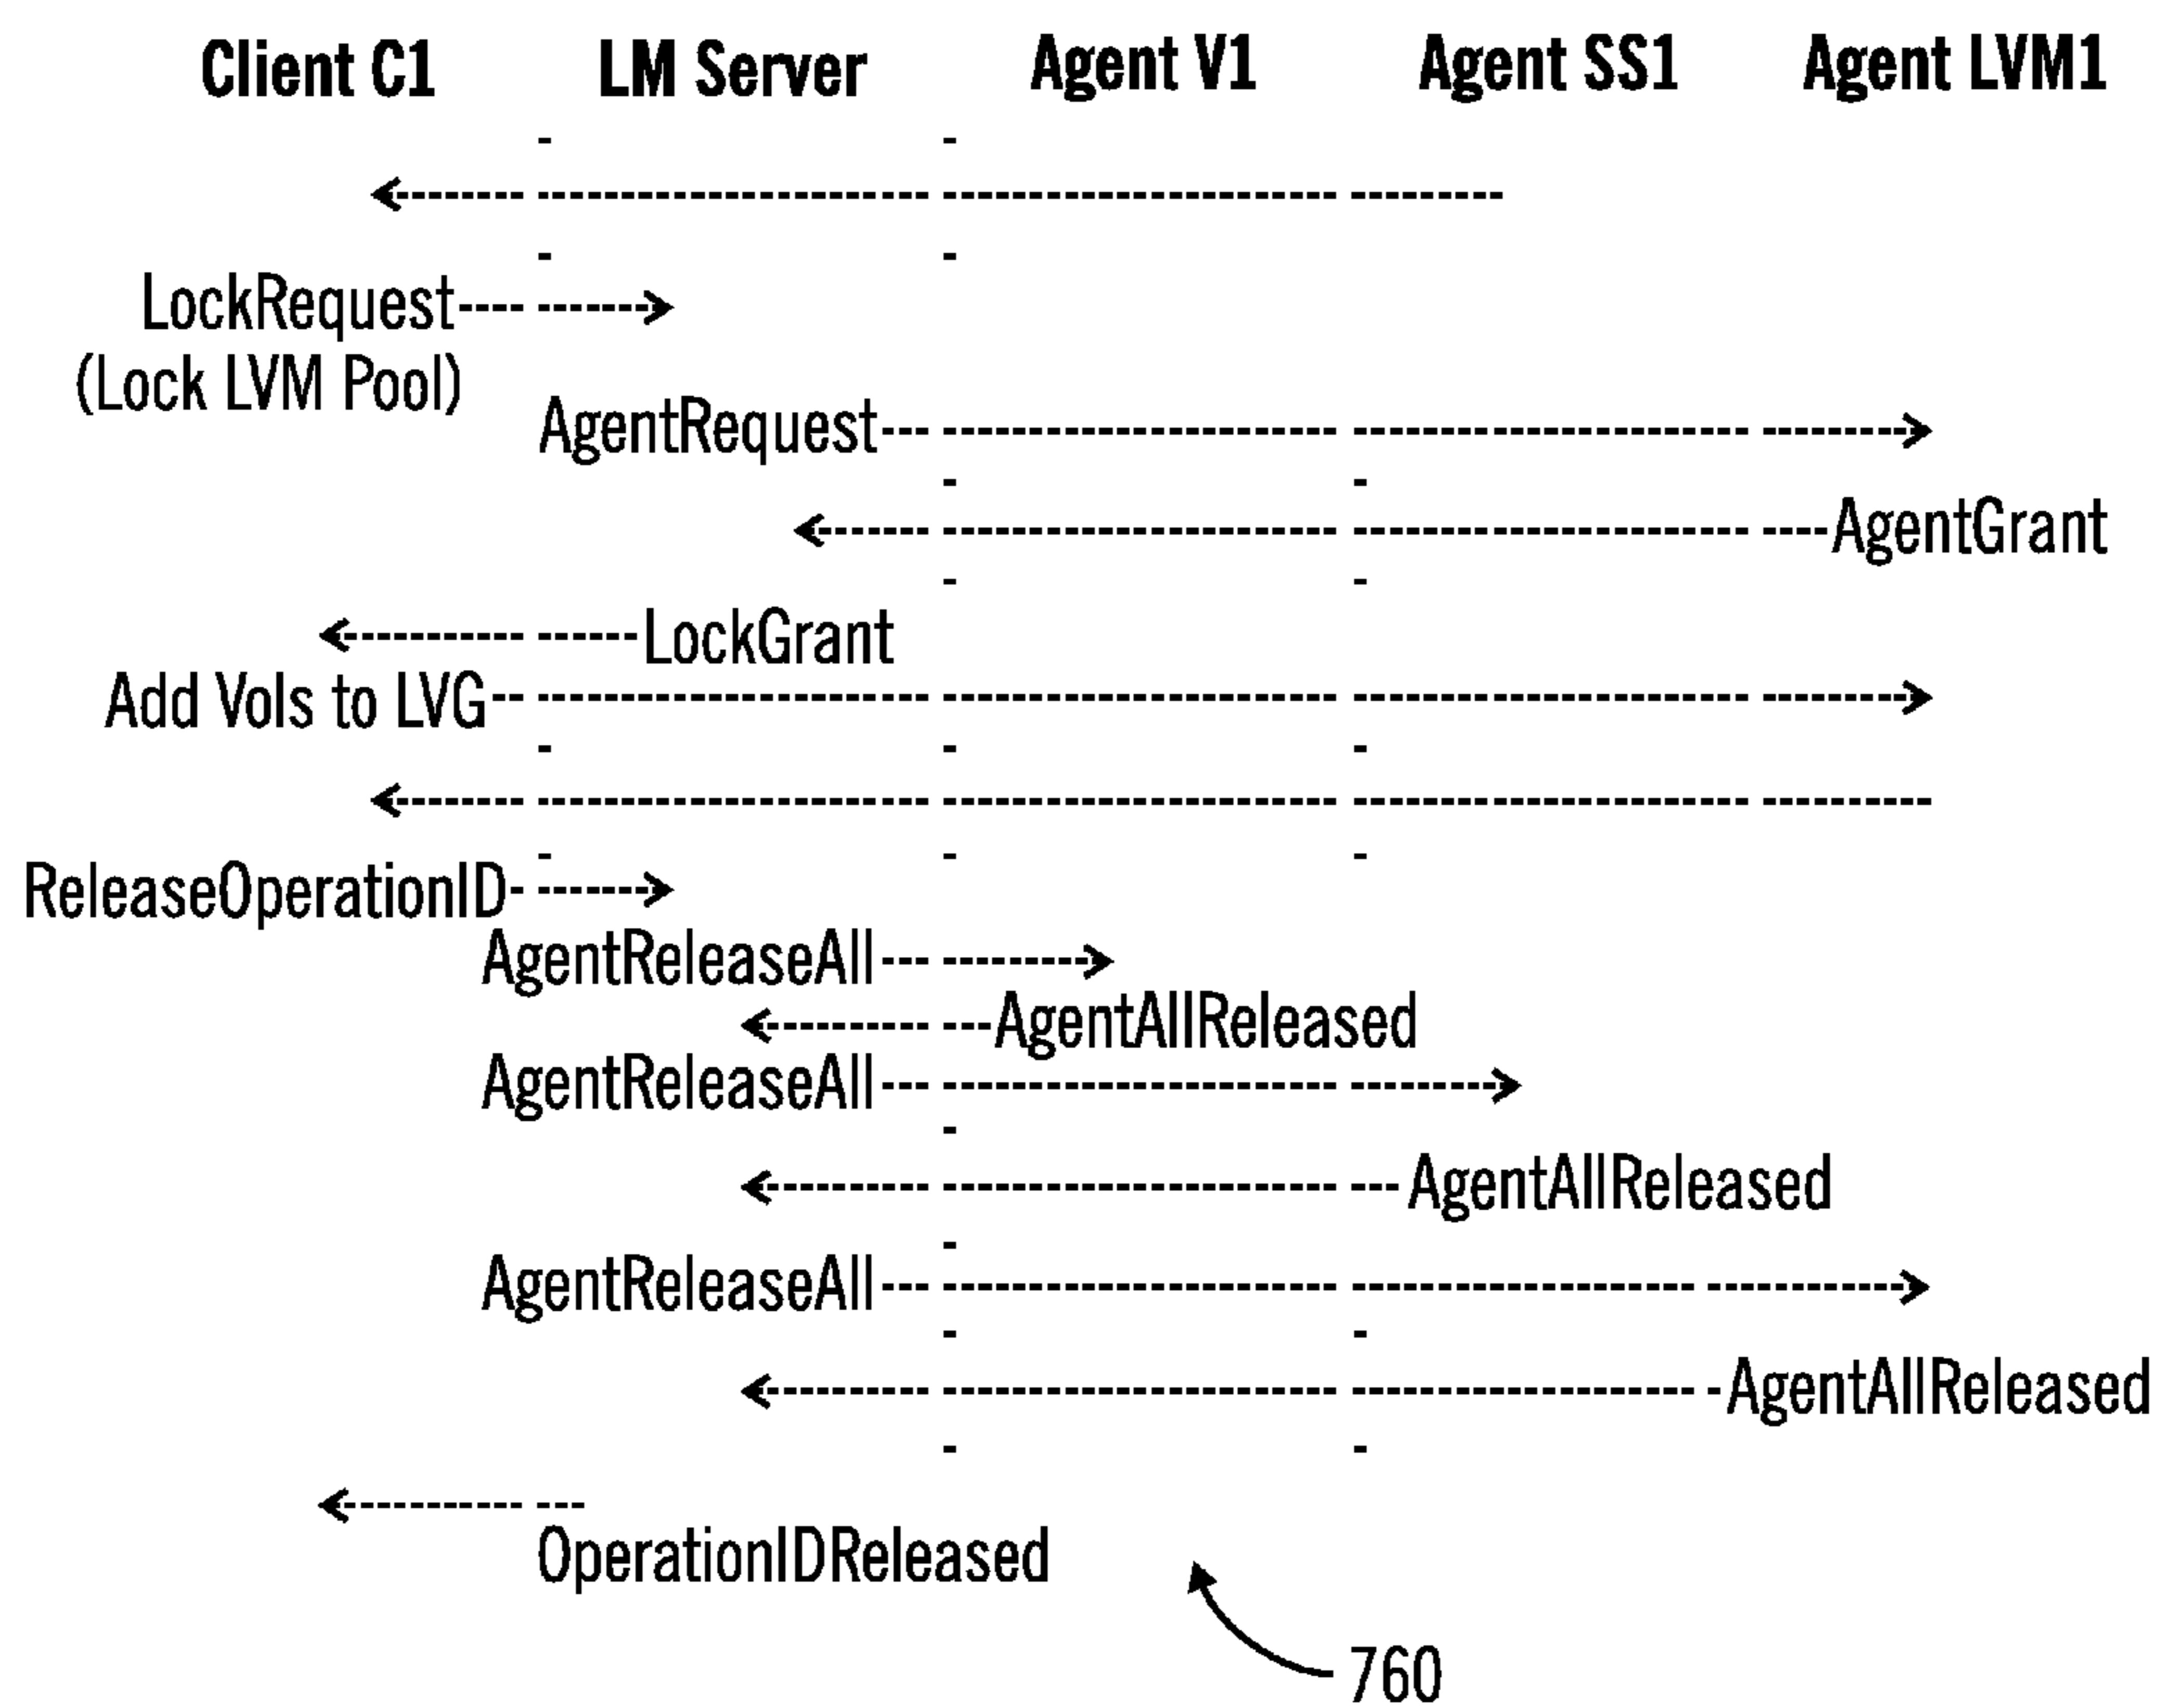 Client C1 LM Server Agent V1 Agent SS1 Agent LVM1
LockRequest
(Lock LVM Pool)
AgentRequest
AgentGrant
LockGrant
Add Vols to LVG
ReleaseOperationID
AgentReleaseAll
AgentAllReleased
AgentReleaseAll
AgentAllReleased
AgentReleaseAll
AgentAllReleased
OperationIDReleased
760